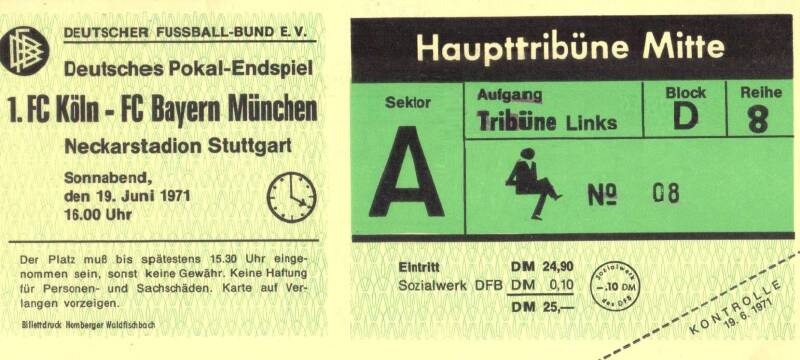 DFB
DEUTSCHER FUSSBALL-BUND E. V.
Deutsches Pokal-Endspiel
1. FC Köln - FC Bayern München
Neckarstadion Stuttgart
Sonnabend,
den 19. Juni 1971
16.00 Uhr
Der Platz muß bis spätestens 15.30 Uhr einge-
nommen sein, sonst keine Gewähr. Keine Haftung
für Personen- und Sachschäden. Karte auf Ver-
langen vorzeigen.
Billettdruck Homberger Waldfischbach
Haupttribüne Mitte
Sektor
A
Aufgang
Tribüne Links
Block
D
Reihe
8
№ 08
Eintritt DM 24,90
Sozialwerk DFB DM 0,10
DM 25,—
Sozialwerk
-.10 DM
des DFB
KONTROLLE
19. 6. 1971